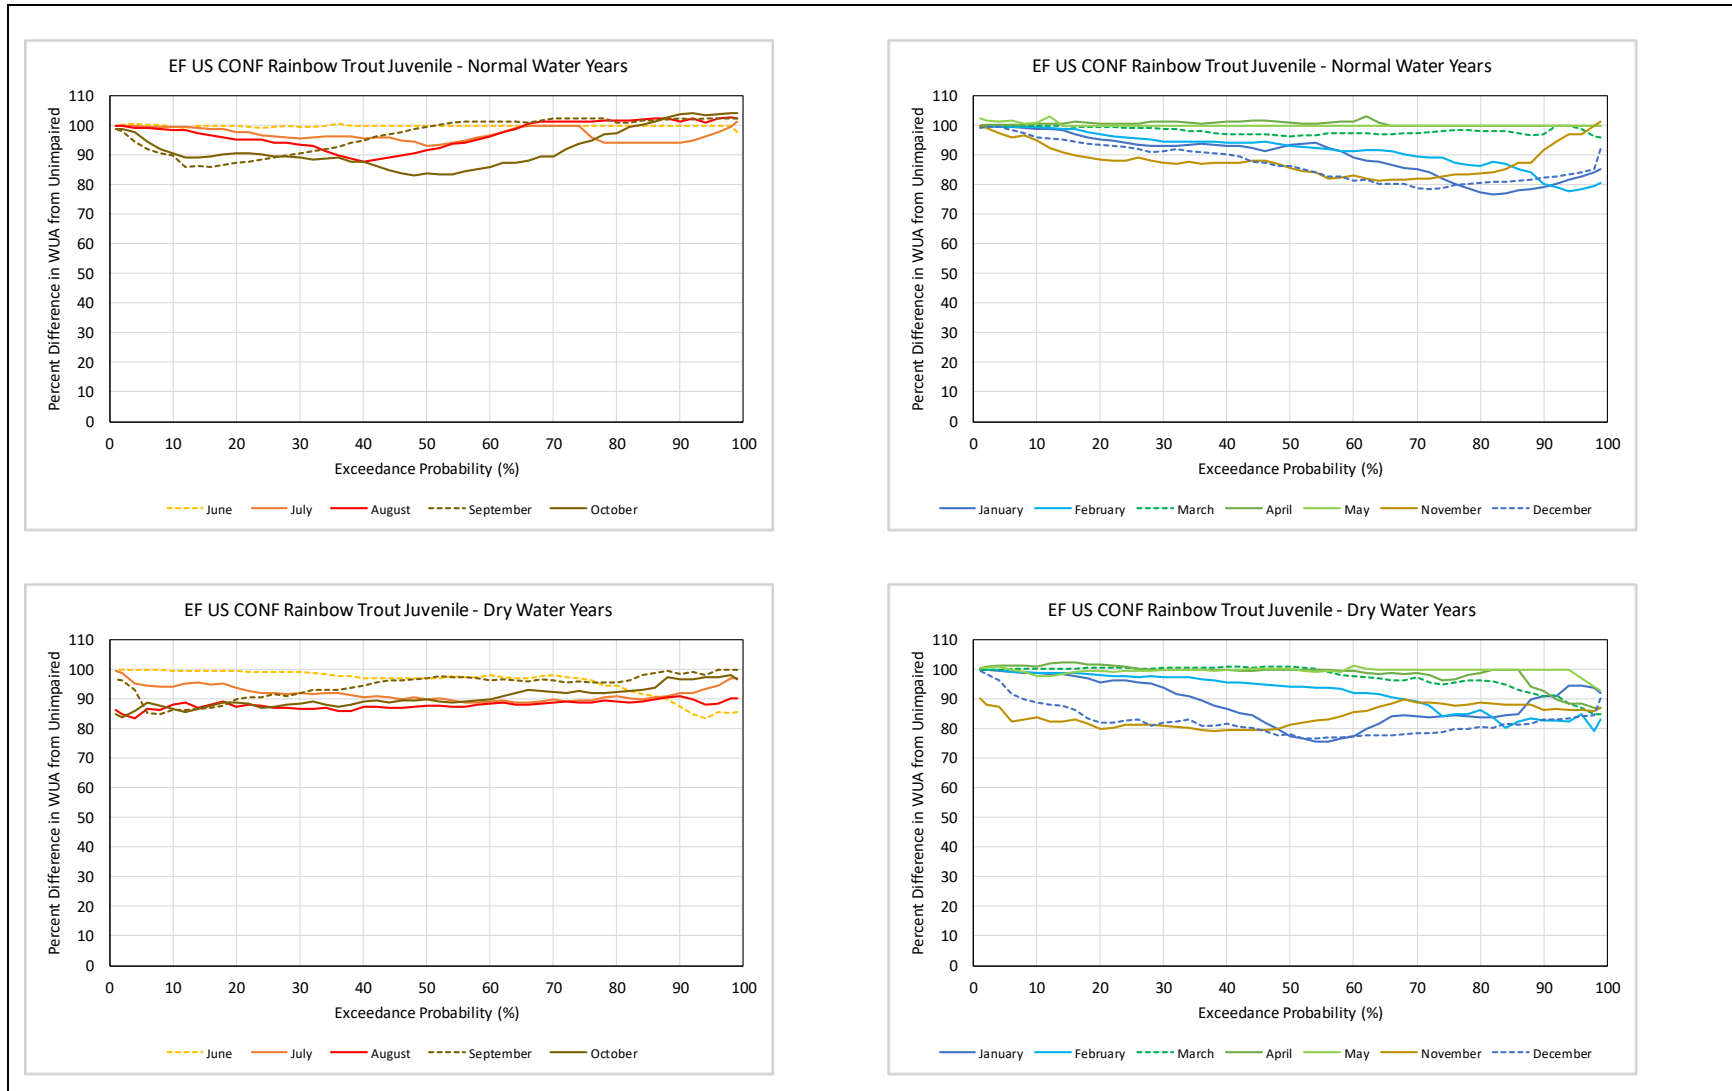 EF US CONF Rainbow Trout Juvenile - Normal Water Years
Percent Difference in WUA from Unimpaired
110
100
90
80
70
60
50
40
30
20
10
0
0 10 20 30 40 50 60 70 80 90 100
Exceedance Probability (%)
June July August September October
EF US CONF Rainbow Trout Juvenile - Normal Water Years
Percent Difference in WUA from Unimpaired
110
100
90
80
70
60
50
40
30
20
10
0
0 10 20 30 40 50 60 70 80 90 100
Exceedance Probability (%)
January February March April May November December
EF US CONF Rainbow Trout Juvenile - Dry Water Years
Percent Difference in WUA from Unimpaired
110
100
90
80
70
60
50
40
30
20
10
0
0 10 20 30 40 50 60 70 80 90 100
Exceedance Probability (%)
June July August September October
EF US CONF Rainbow Trout Juvenile - Dry Water Years
Percent Difference in WUA from Unimpaired
110
100
90
80
70
60
50
40
30
20
10
0
0 10 20 30 40 50 60 70 80 90 100
Exceedance Probability (%)
January February March April May November December